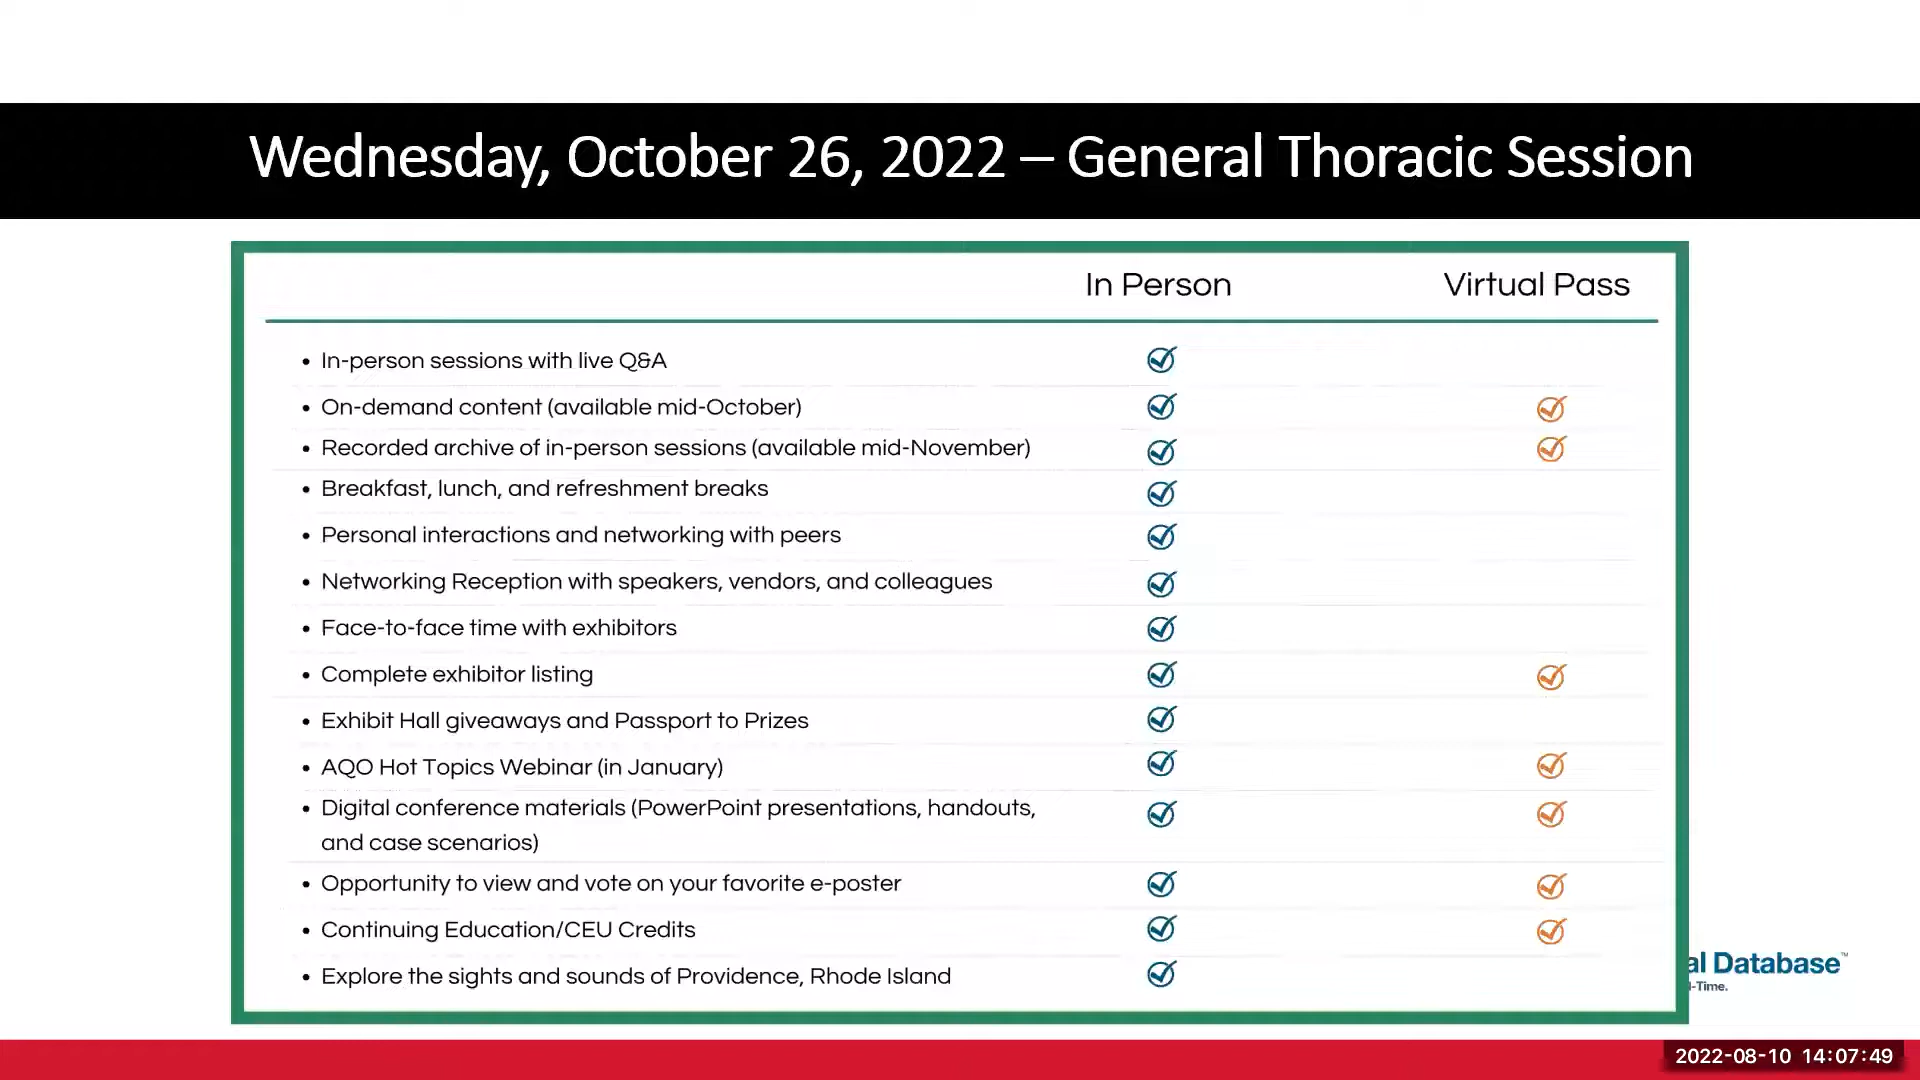 Wednesday, October 26, 2022 – General Thoracic Session
In Person Virtual Pass
• In-person sessions with live Q&A
• On-demand content (available mid-October)
• Recorded archive of in-person sessions (available mid-November)
• Breakfast, lunch, and refreshment breaks
• Personal interactions and networking with peers
• Networking Reception with speakers, vendors, and colleagues
• Face-to-face time with exhibitors
• Complete exhibitor listing
• Exhibit Hall giveaways and Passport to Prizes
• AQO Hot Topics Webinar (in January)
• Digital conference materials (PowerPoint presentations, handouts,
and case scenarios)
• Opportunity to view and vote on your favorite e-poster
• Continuing Education/CEU Credits
• Explore the sights and sounds of Providence, Rhode Island
al Database™
l-Time.
2022-08-10 14:07:49